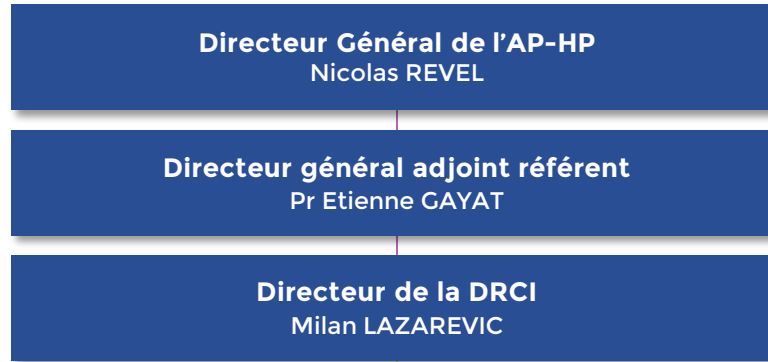 Directeur Général de l'AP-HP
Nicolas REVEL
Directeur général adjoint référent
Pr Etienne GAYAT
Directeur de la DRCI
Milan LAZAREVIC